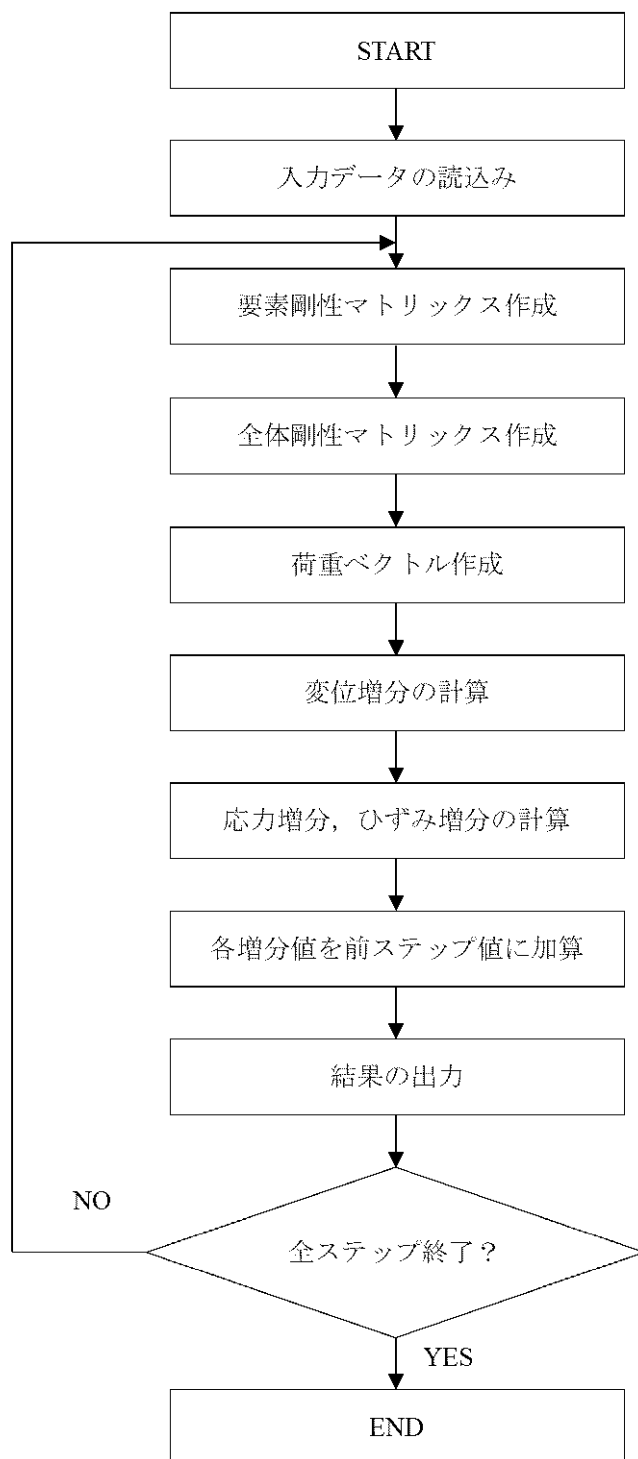 START
入力データの読込み
要素剛性マトリックス作成
全体剛性マトリックス作成
荷重ベクトル作成
変位増分の計算
応力増分，ひずみ増分の計算
各増分値を前ステップ値に加算
結果の出力
NO
全ステップ終了？
YES
END